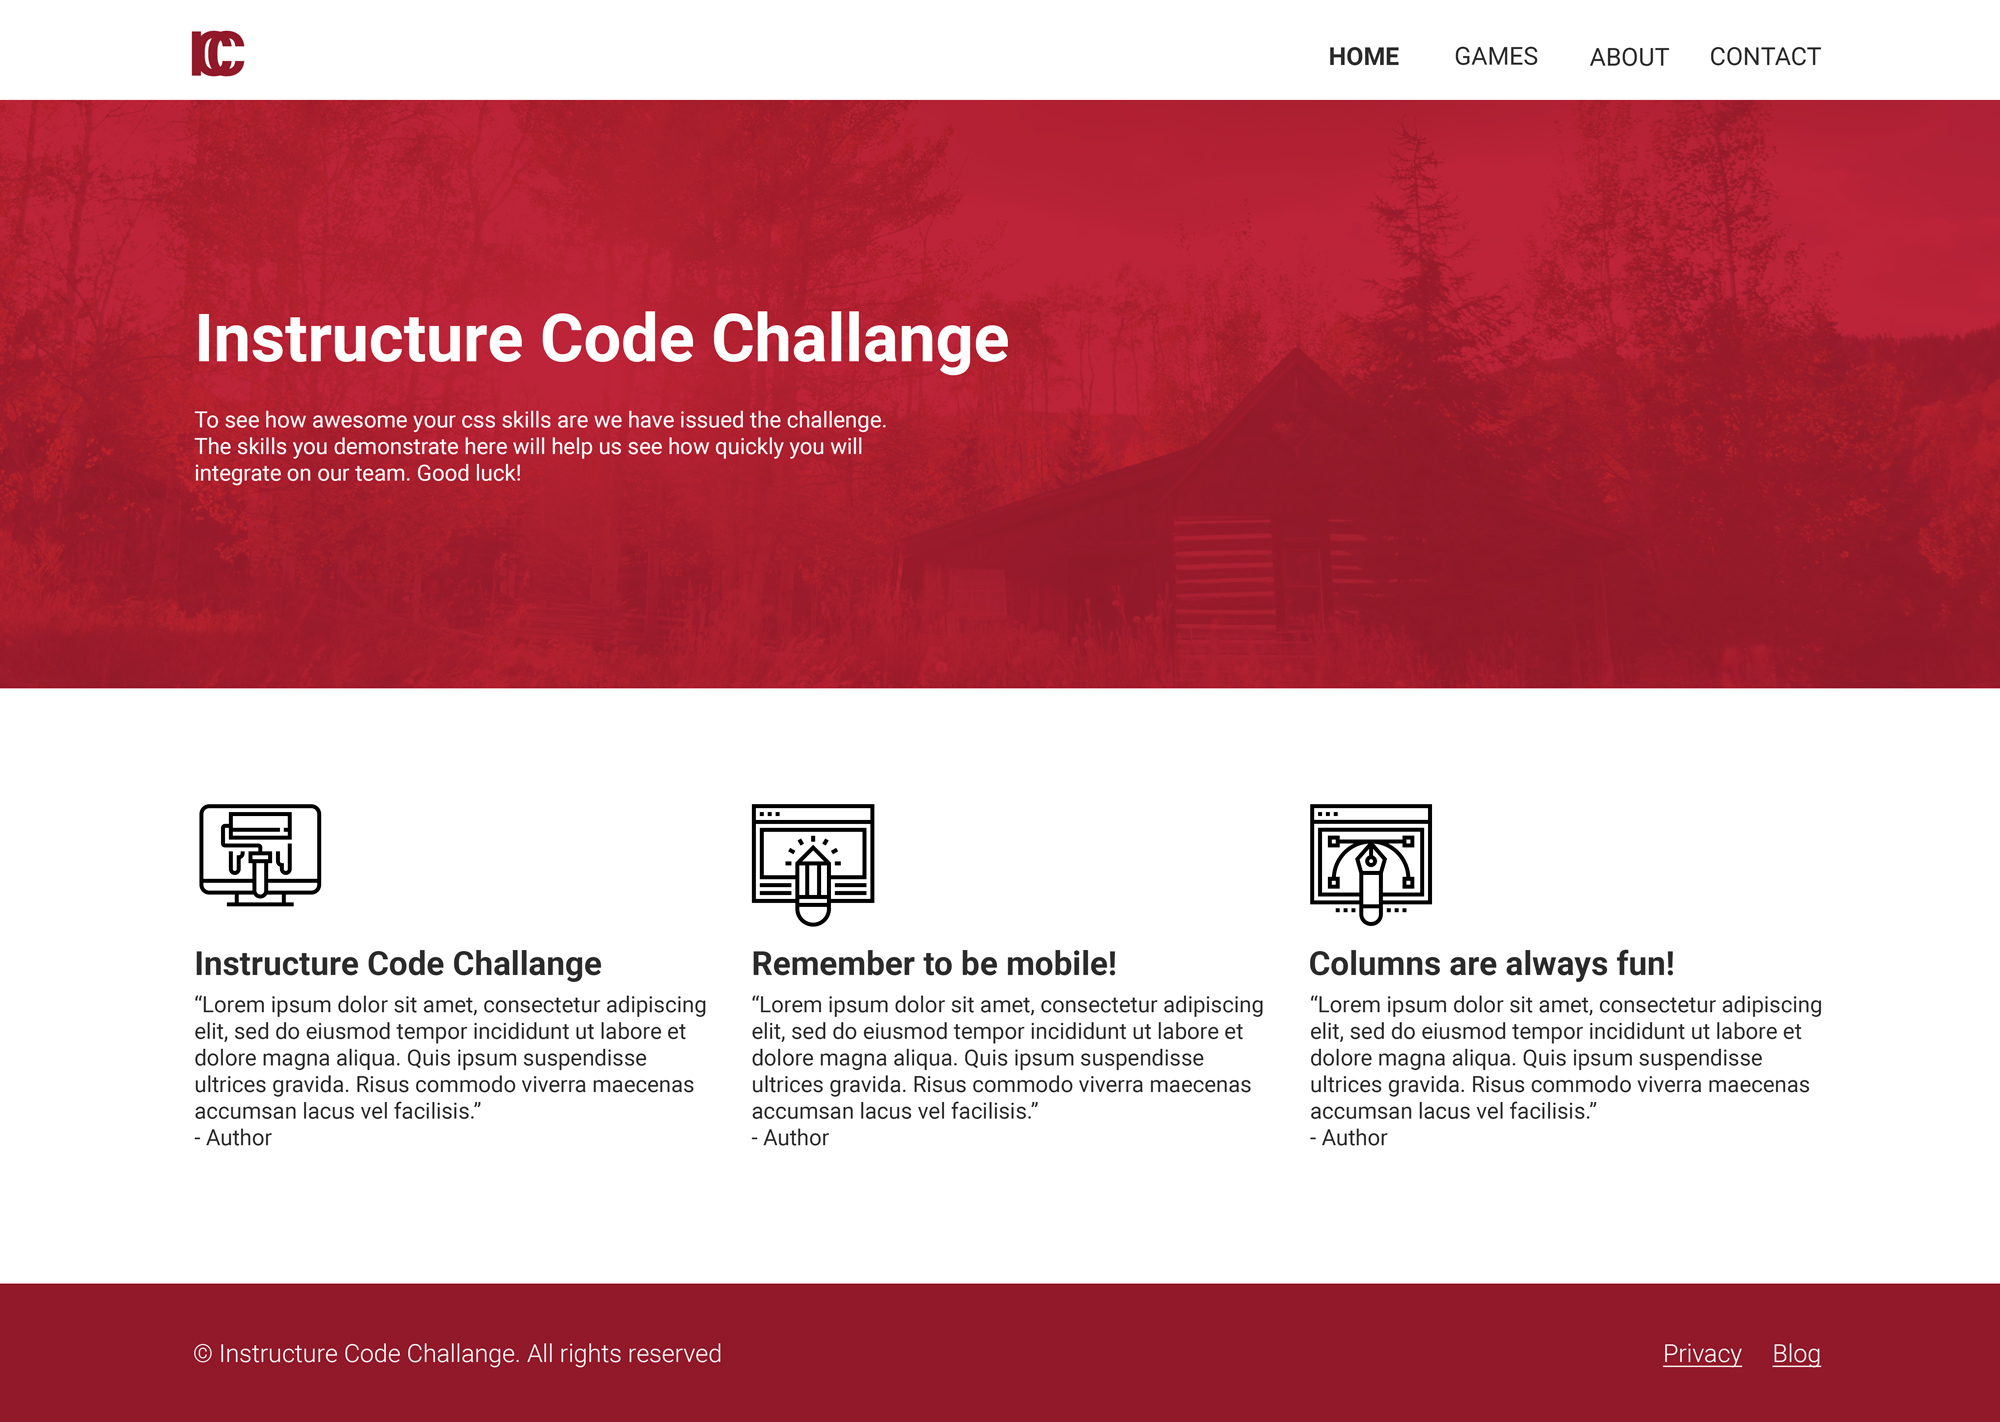 ICC
HOME GAMES ABOUT CONTACT
Instructure Code Challange
To see how awesome your css skills are we have issued the challenge.
The skills you demonstrate here will help us see how quickly you will
integrate on our team. Good luck!
Instructure Code Challange
“Lorem ipsum dolor sit amet, consectetur adipiscing
elit, sed do eiusmod tempor incididunt ut labore et
dolore magna aliqua. Quis ipsum suspendisse
ultrices gravida. Risus commodo viverra maecenas
accumsan lacus vel facilisis.”
- Author
Remember to be mobile!
“Lorem ipsum dolor sit amet, consectetur adipiscing
elit, sed do eiusmod tempor incididunt ut labore et
dolore magna aliqua. Quis ipsum suspendisse
ultrices gravida. Risus commodo viverra maecenas
accumsan lacus vel facilisis.”
- Author
Columns are always fun!
“Lorem ipsum dolor sit amet, consectetur adipiscing
elit, sed do eiusmod tempor incididunt ut labore et
dolore magna aliqua. Quis ipsum suspendisse
ultrices gravida. Risus commodo viverra maecenas
accumsan lacus vel facilisis.”
- Author
© Instructure Code Challange. All rights reserved
Privacy Blog